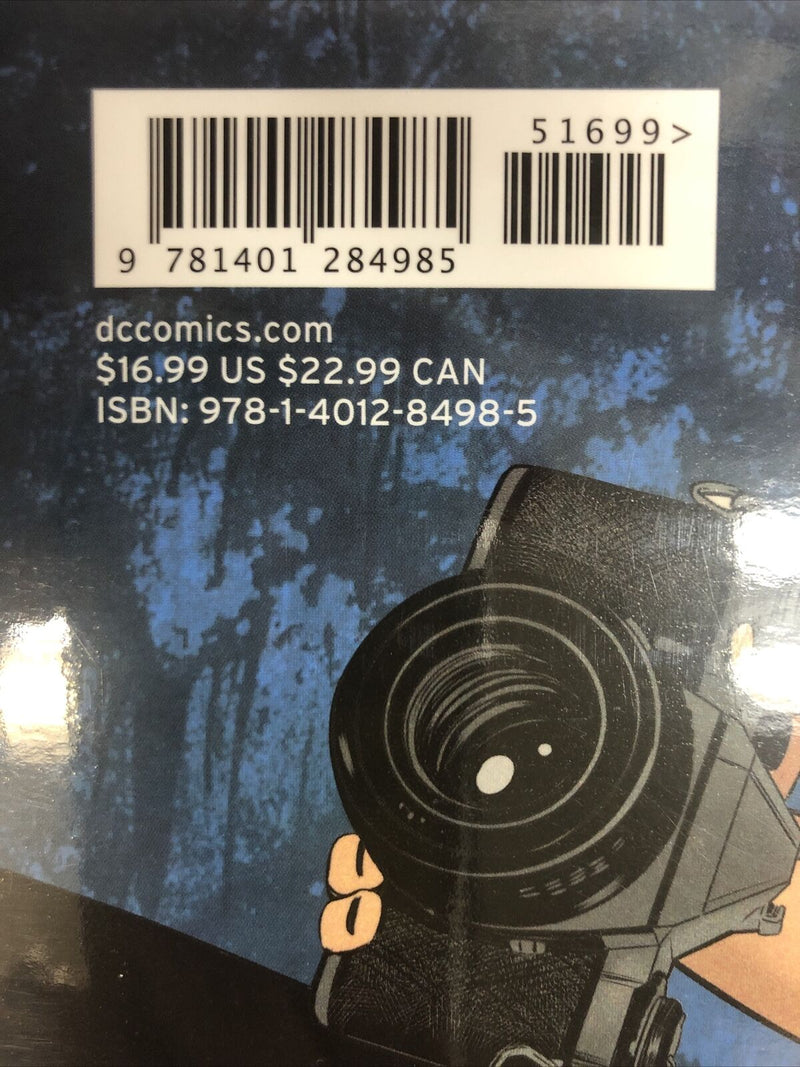 51699>
9 781401 284985
dccomics.com
$16.99 US $22.99 CAN
ISBN: 978-1-4012-8498-5